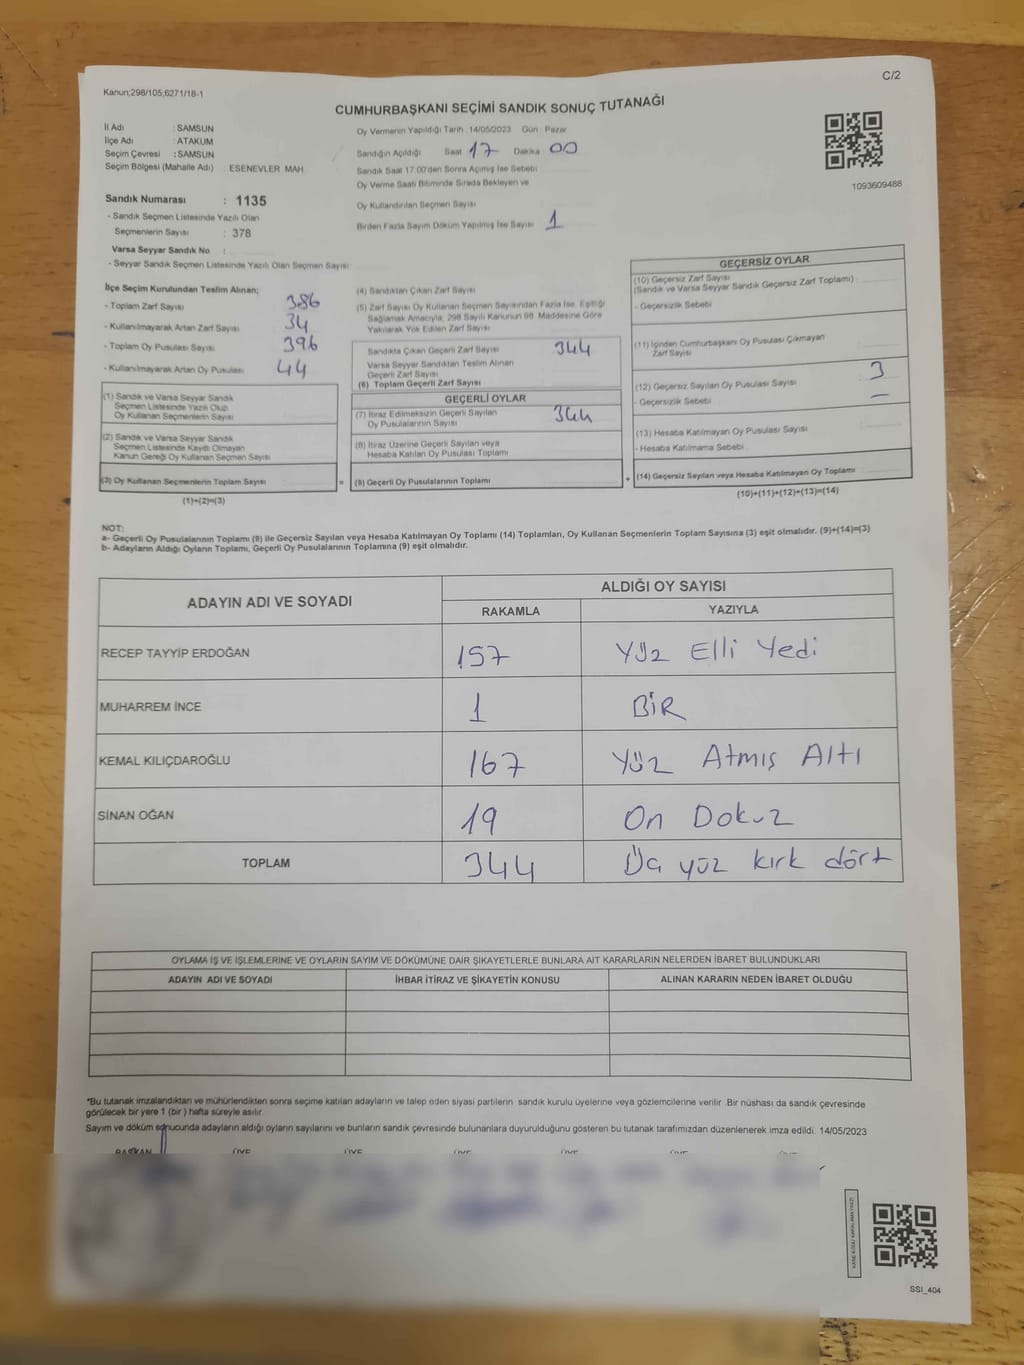 C/2
Kanun;298/105,6271/18-1
CUMHURBAŞKANI SEÇİMİ SANDIK SONUÇ TUTANAĞI
İl Adı : SAMSUN
İlçe Adı : ATAKUM
Seçim Çevresi : SAMSUN
Seçim Bölgesi (Mahalle Adı) : ESENEVLER MAH.
Sandık Numarası : 1135
- Sandık Seçmen Listesinde Yazılı Olan
Seçmenlerin Sayısı : 378
Varsa Seyyar Sandık No :
- Seyyar Sandık Seçmen Listesinde Yazılı Olan Seçmen Sayısı
Oy Vermenin Yapıldığı Tarih :14/05/2023 Gün : Pazar
Sandığın Açıldığı Saat 17 Dakika 00
Sandık Saat 17:00'den Sonra Açılmış İse Sebebi
Oy Verme Saati Bitiminde Sırada Bekleyen ve
Oy Kullandırılan Seçmen Sayısı
Birden Fazla Sayım Döküm Yapılmış İse Sayısı 1
1093609488
İlçe Seçim Kurulundan Teslim Alınan;
- Toplam Zarf Sayısı 386
- Kullanılmayarak Artan Zarf Sayısı 34
- Toplam Oy Pusulası Sayısı 396
- Kullanılmayarak Artan Oy Pusulası 44
(1) Sandık ve Varsa Seyyar Sandık
Seçmen Listesinde Yazılı Olup
Oy Kullanan Seçmenlerin Sayısı
(2) Sandık ve Varsa Seyyar Sandık
Seçmen Listesinde Kayıtlı Olmayan
Kanun Gereği Oy Kullanan Seçmen Sayısı
(3) Oy Kullanan Seçmenlerin Toplam Sayısı
(1)+(2)=(3)
(4) Sandıktan Çıkan Zarf Sayısı
(5) Zarf Sayısı Oy Kullanan Seçmen Sayısından Fazla İse, Eşitliği
Sağlamak Amacıyla, 298 Sayılı Kanunun 98. Maddesine Göre
Yakılarak Yok Edilen Zarf Sayısı
Sandıkta Çıkan Geçerli Zarf Sayısı 344
Varsa Seyyar Sandıktan Teslim Alınan
Geçerli Zarf Sayısı
(6) Toplam Geçerli Zarf Sayısı
GEÇERLİ OYLAR
(7) İtiraz Edilmeksizin Geçerli Sayılan
Oy Pusulalarının Sayısı 344
(8) İtiraz Üzerine Geçerli Sayılan veya
Hesaba Katılan Oy Pusulası Toplamı
= (9) Geçerli Oy Pusulalarının Toplamı
GEÇERSİZ OYLAR
(10) Geçersiz Zarf Sayısı
(Sandık ve Varsa Seyyar Sandık Geçersiz Zarf Toplamı)
- Geçersizlik Sebebi
(11) İçinden Cumhurbaşkanı Oy Pusulası Çıkmayan
Zarf Sayısı
(12) Geçersiz Sayılan Oy Pusulası Sayısı 3
- Geçersizlik Sebebi —
(13) Hesaba Katılmayan Oy Pusulası Sayısı
- Hesaba Katılmama Sebebi
+ (14) Geçersiz Sayılan veya Hesaba Katılmayan Oy Toplamı
(10)+(11)+(12)+(13)=(14)
NOT:
a- Geçerli Oy Pusulalarının Toplamı (9) ile Geçersiz Sayılan veya Hesaba Katılmayan Oy Toplamı (14) Toplamları, Oy Kullanan Seçmenlerin Toplam Sayısına (3) eşit olmalıdır. (9)+(14)=(3)
b- Adayların Aldığı Oyların Toplamı, Geçerli Oy Pusulalarının Toplamına (9) eşit olmalıdır.
ADAYIN ADI VE SOYADI ALDIĞI OY SAYISI
RAKAMLA YAZIYLA
RECEP TAYYİP ERDOĞAN 157 Yüz Elli Yedi
MUHARREM İNCE 1 BİR
KEMAL KILIÇDAROĞLU 167 Yüz Atmış Altı
SİNAN OĞAN 19 On Dokuz
TOPLAM 344 Üç yüz kırk dört
OYLAMA İŞ VE İŞLEMLERİNE VE OYLARIN SAYIM VE DÖKÜMÜNE DAİR ŞİKAYETLERLE BUNLARA AİT KARARLARIN NELERDEN İBARET BULUNDUKLARI
ADAYIN ADI VE SOYADI İHBAR İTİRAZ VE ŞİKAYETİN KONUSU ALINAN KARARIN NEDEN İBARET OLDUĞU
*Bu tutanak imzalandıktan ve mühürlendikten sonra seçime katılan adayların ve talep eden siyasi partilerin sandık kurulu üyelerine veya gözlemcilerine verilir .Bir nüshası da sandık çevresinde
görülecek bir yere 1 (bir ) hafta süreyle asılır.
Sayım ve döküm sonucunda adayların aldığı oyların sayılarını ve bunların sandık çevresinde bulunanlara duyurulduğunu gösteren bu tutanak tarafımızdan düzenlenerek imza edildi. 14/05/2023
BAŞKAN ÜYE ÜYE ÜYE ÜYE ÜYE ÜYE
SSI_404